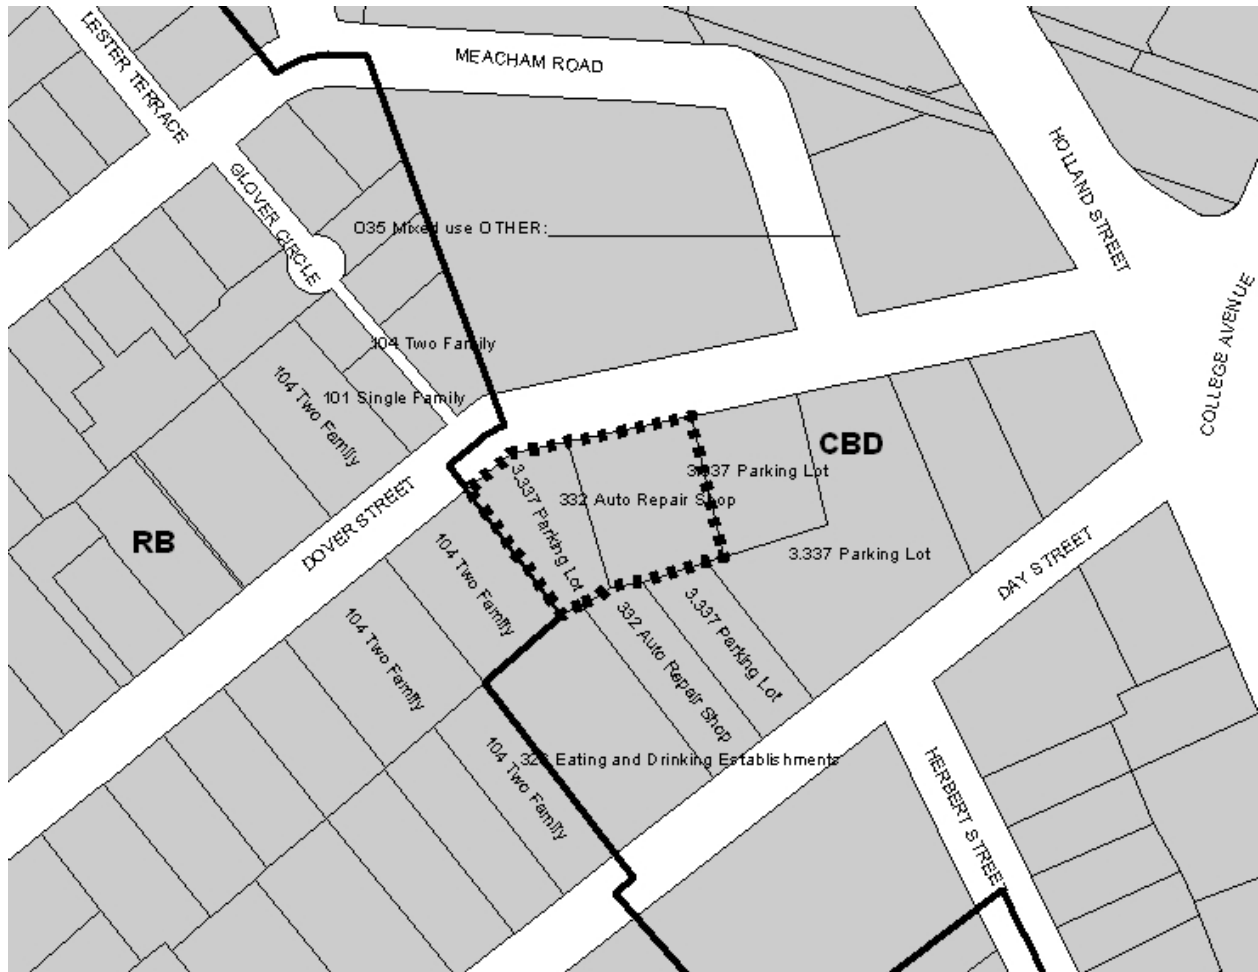 LESTER TERRACE
MEACHAM ROAD
HOLLAND STREET
GLOVER CIRCLE
035 Mixed use OTHER:
COLLEGE AVENUE
104 Two Family
104 Two Family
101 Single Family
CBD
3.337 Parking Lot
3.337 Parking Lot
332 Auto Repair Shop
DOVER STREET
RB
104 Two Family
3.337 Parking Lot
DAY STREET
104 Two Family
332 Auto Repair Shop
3.337 Parking Lot
104 Two Family
326 Eating and Drinking Establishments
HERBERT STREET